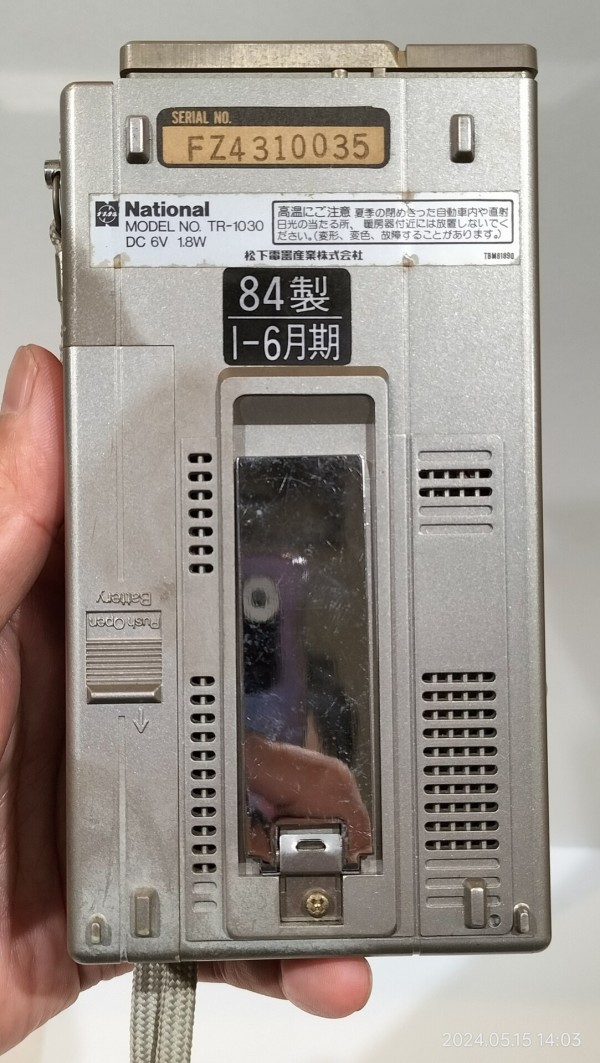 SERIAL NO.
FZ4310035
National
MODEL NO. TR-1030
DC 6V 1.8W
高温にご注意 夏季の閉めきった自動車内や直射
日光の当たる所、暖房器付近には放置しないでく
ださい。(変形、変色、故障することがあります。)
松下電器産業株式会社
TBM8189Q
84製
1-6月期
Push Open
Battery
2024.05.15 14:03